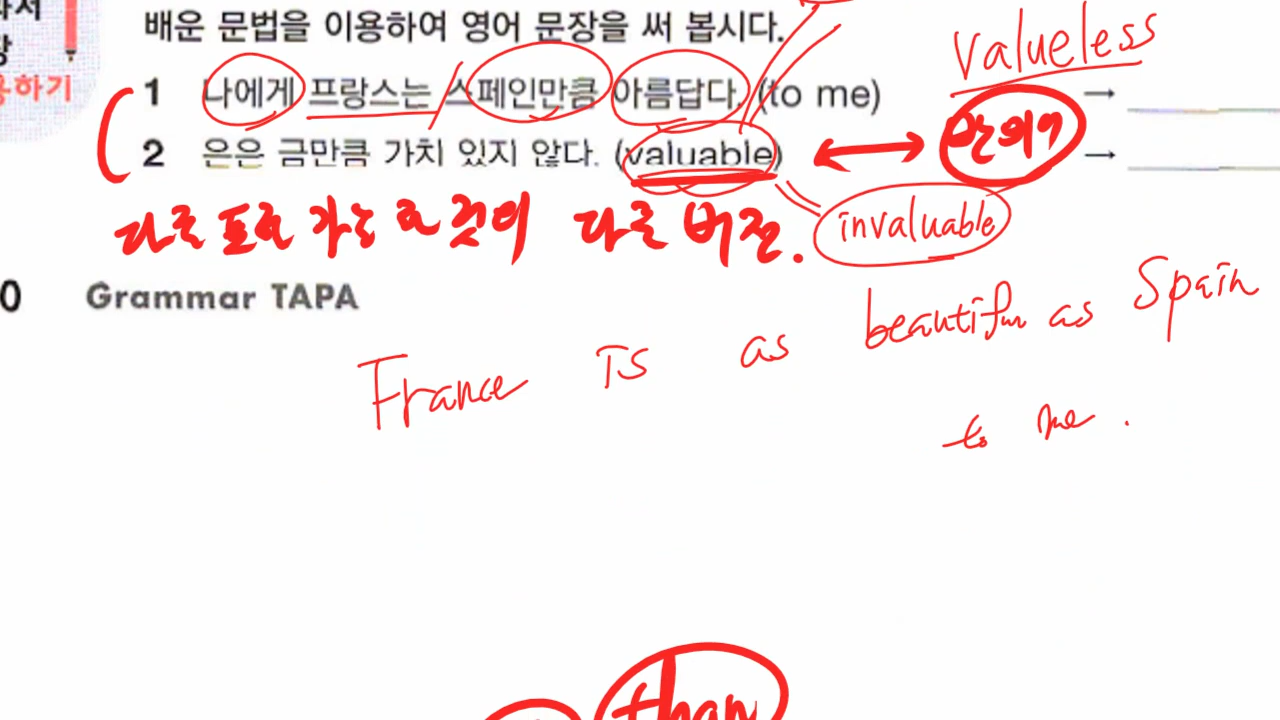 배운 문법을 이용하여 영어 문장을 써 봅시다.
하기
valueless
1 나에게 프랑스는 스페인만큼 아름답다. (to me) →
2 은은 금만큼 가치 있지 않다. (valuable) ↔ 반의어 →
다른 표현 가능한 것의 다른 버전.
invaluable
0 Grammar TAPA
France is as beautiful as Spain
to me.
than